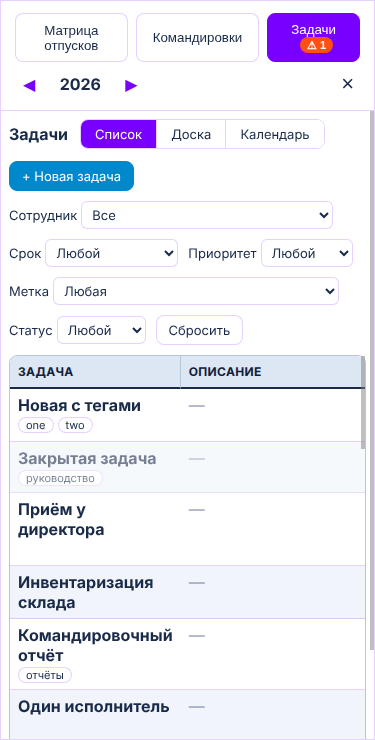 Матрица
отпусков
Командировки
Задачи
⚠ 1
◀ 2026 ▶ ×
Задачи Список Доска Календарь
+ Новая задача
Сотрудник Все
Срок Любой Приоритет Любой
Метка Любая
Статус Любой Сбросить
ЗАДАЧА ОПИСАНИЕ
Новая с тегами —
one two
Закрытая задача —
руководство
Приём у —
директора
Инвентаризация —
склада
Командировочный —
отчёт
отчёты
Один исполнитель —